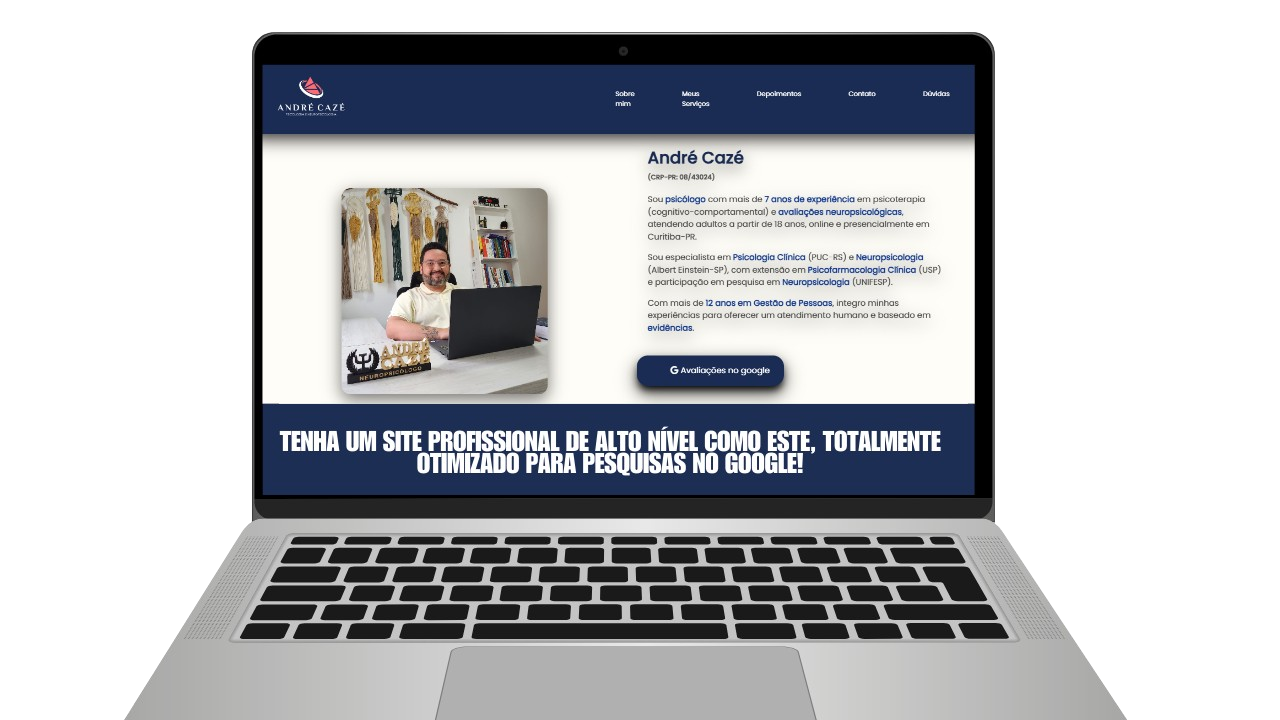 ANDRÉ CAZÉ
Sobre mim
Meus Serviços
Depoimentos
Contato
Dúvidas
André Cazé
(CRP-PR: 08/43024)
Sou psicólogo com mais de 7 anos de experiência em psicoterapia
(cognitivo-comportamental) e avaliações neuropsicológicas,
atendendo adultos a partir de 18 anos, online e presencialmente em
Curitiba-PR.
Sou especialista em Psicologia Clínica (PUC-RS) e Neuropsicologia
(Albert Einstein-SP), com extensão em Psicofarmacologia Clínica (USP)
e participação em pesquisa em Neuropsicologia (UNIFESP).
Com mais de 12 anos em Gestão de Pessoas, integro minhas
experiências para oferecer um atendimento humano e baseado em
evidências.
ANDRÉ
CAZÉ
NEUROPSICÓLOGO
G Avaliações no google
TENHA UM SITE PROFISSIONAL DE ALTO NÍVEL COMO ESTE, TOTALMENTE
OTIMIZADO PARA PESQUISAS NO GOOGLE!